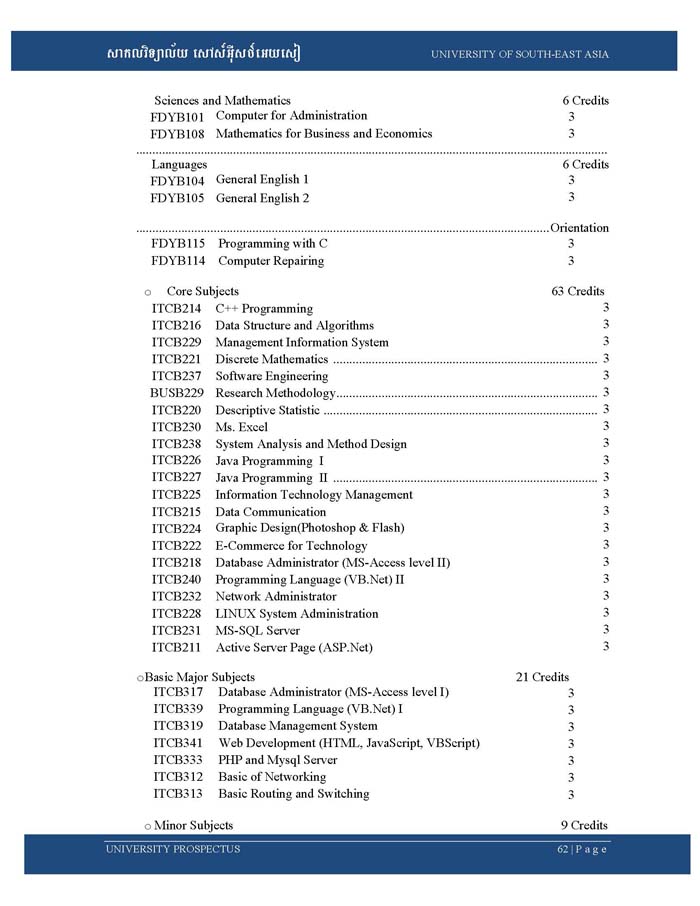 សាកលវិទ្យាល័យ សៅស៍អ៊ីសថ៍អេយសៀ UNIVERSITY OF SOUTH-EAST ASIA
Sciences and Mathematics 6 Credits
FDYB101 Computer for Administration 3
FDYB108 Mathematics for Business and Economics 3
Languages 6 Credits
FDYB104 General English 1 3
FDYB105 General English 2 3
Orientation
FDYB115 Programming with C 3
FDYB114 Computer Repairing 3
o Core Subjects 63 Credits
ITCB214 C++ Programming 3
ITCB216 Data Structure and Algorithms 3
ITCB229 Management Information System 3
ITCB221 Discrete Mathematics 3
ITCB237 Software Engineering 3
BUSB229 Research Methodology 3
ITCB220 Descriptive Statistic 3
ITCB230 Ms. Excel 3
ITCB238 System Analysis and Method Design 3
ITCB226 Java Programming I 3
ITCB227 Java Programming II 3
ITCB225 Information Technology Management 3
ITCB215 Data Communication 3
ITCB224 Graphic Design(Photoshop & Flash) 3
ITCB222 E-Commerce for Technology 3
ITCB218 Database Administrator (MS-Access level II) 3
ITCB240 Programming Language (VB.Net) II 3
ITCB232 Network Administrator 3
ITCB228 LINUX System Administration 3
ITCB231 MS-SQL Server 3
ITCB211 Active Server Page (ASP.Net) 3
oBasic Major Subjects 21 Credits
ITCB317 Database Administrator (MS-Access level I) 3
ITCB339 Programming Language (VB.Net) I 3
ITCB319 Database Management System 3
ITCB341 Web Development (HTML, JavaScript, VBScript) 3
ITCB333 PHP and Mysql Server 3
ITCB312 Basic of Networking 3
ITCB313 Basic Routing and Switching 3
o Minor Subjects 9 Credits
UNIVERSITY PROSPECTUS 62 | Page